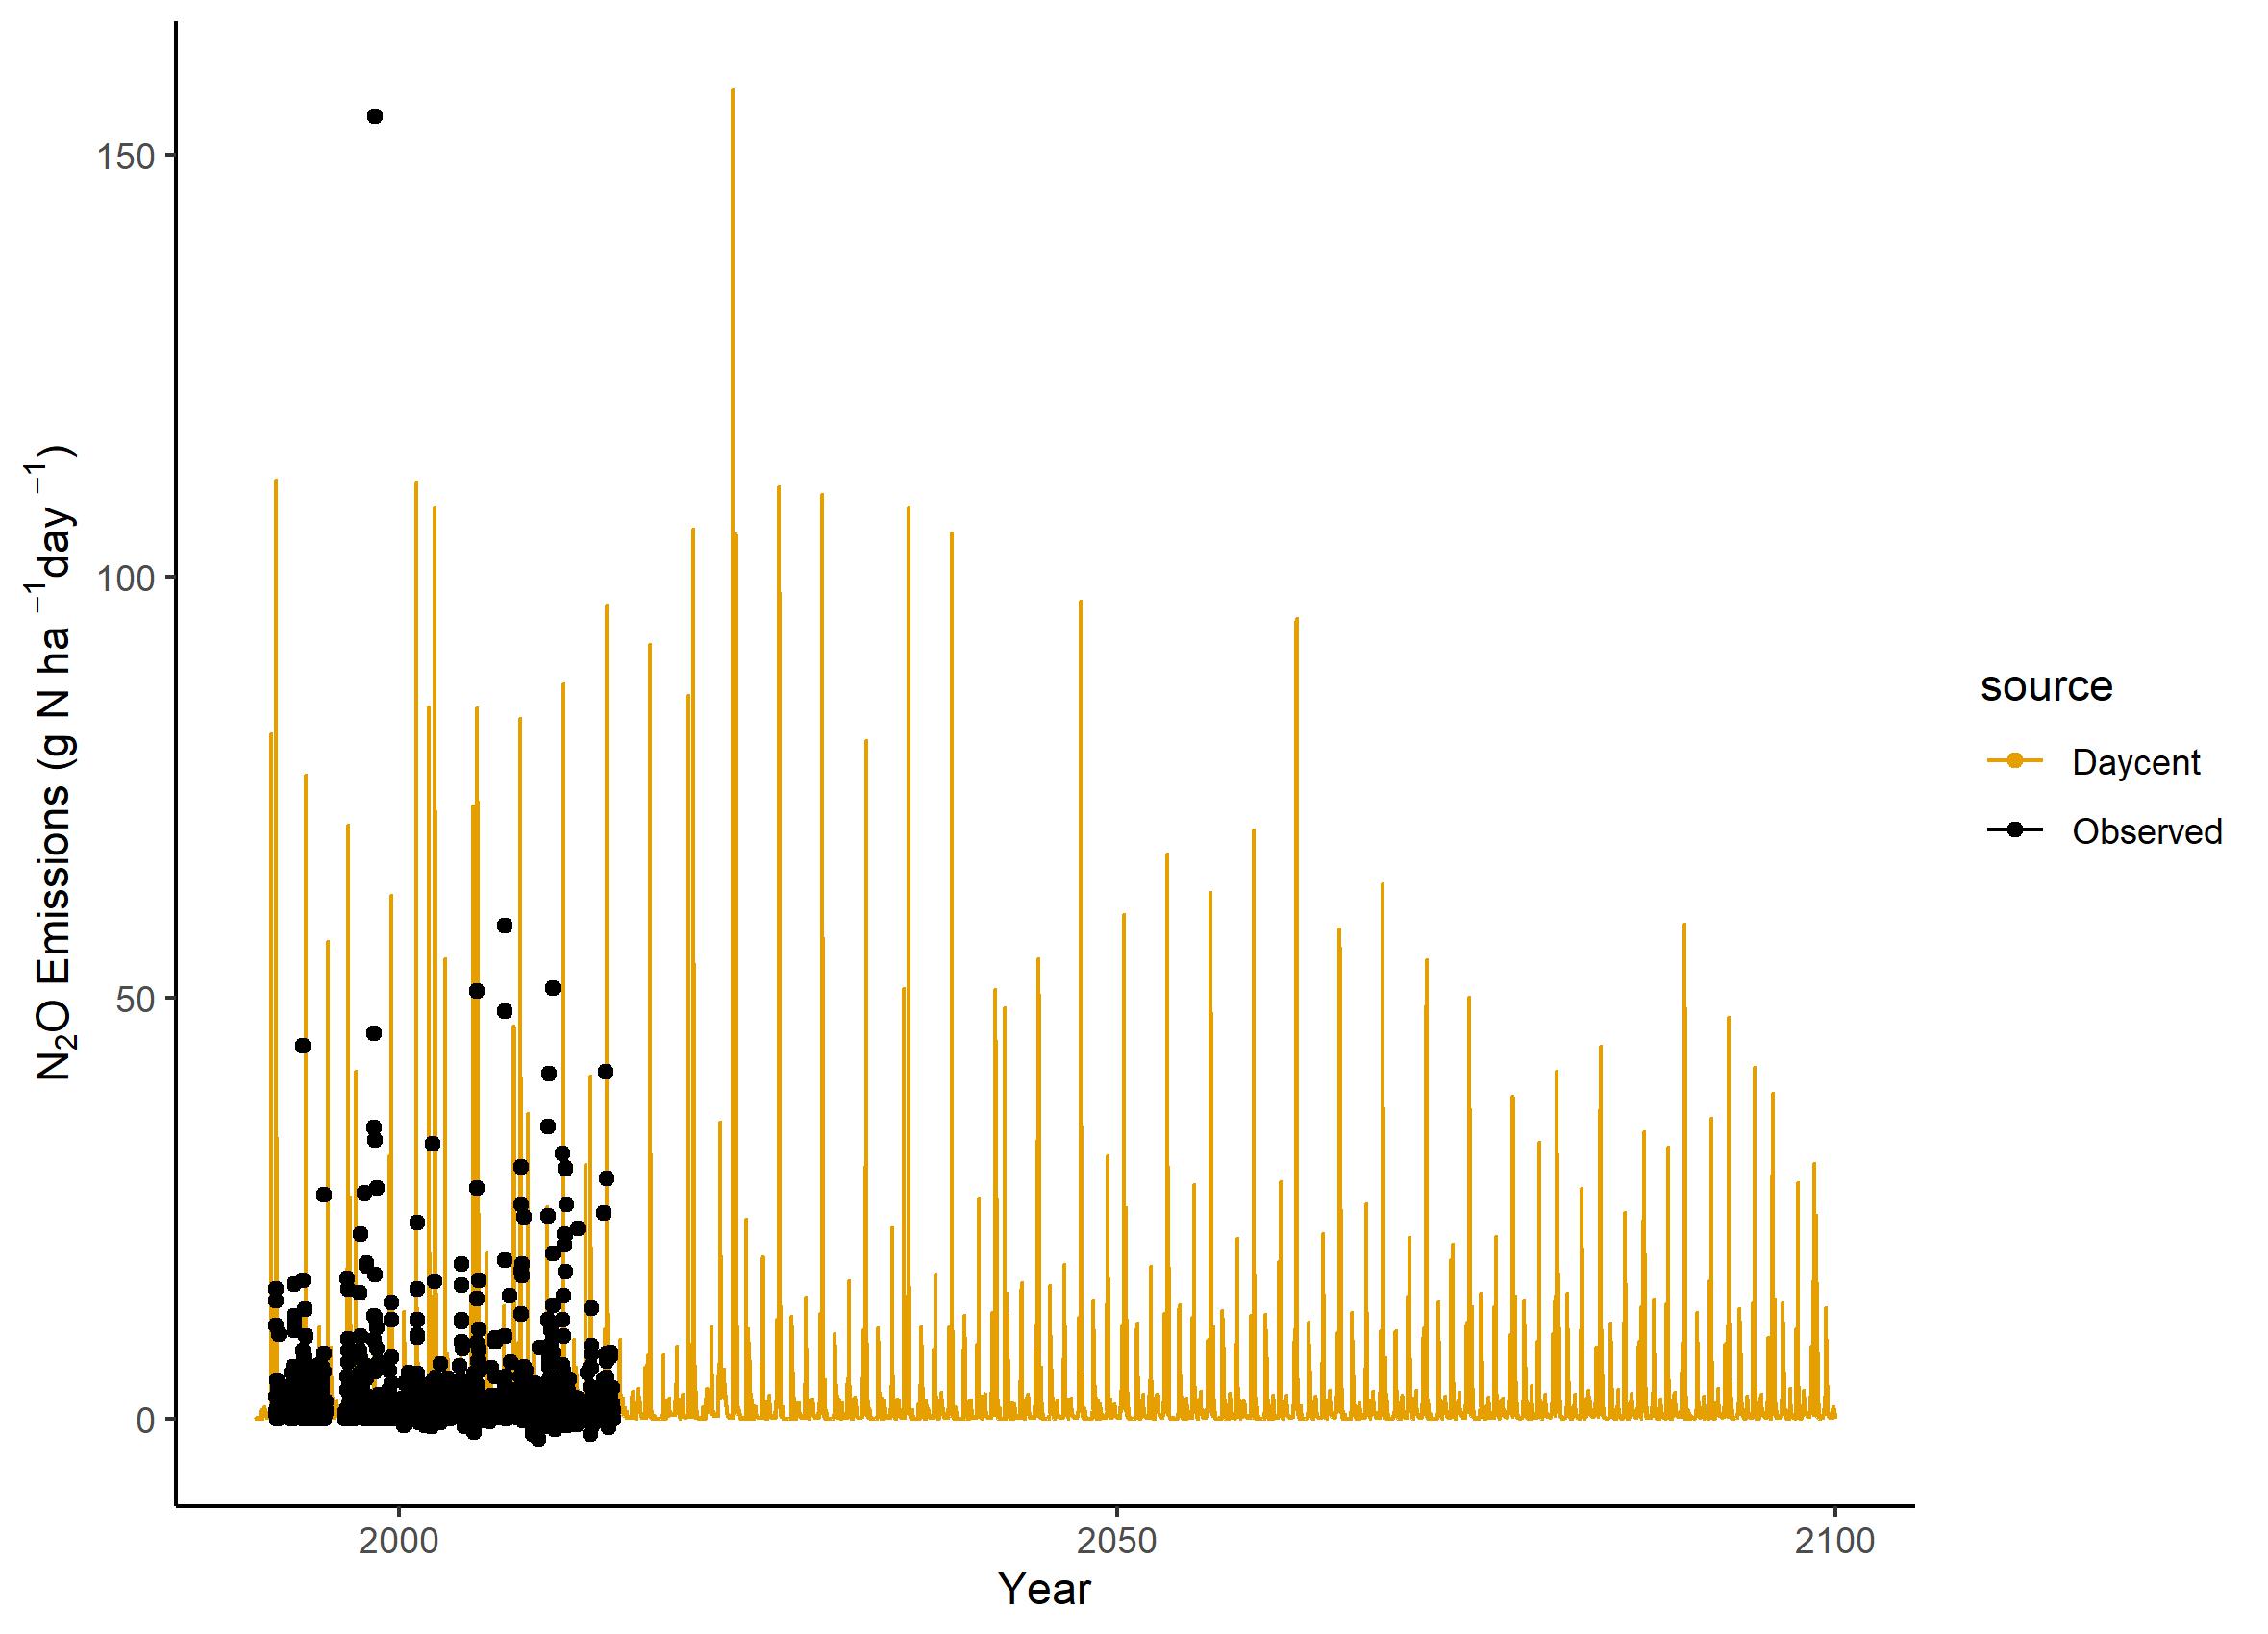 150
100
50
0
N₂O Emissions (g N ha ⁻¹day ⁻¹)
2000
2050
2100
Year
source
Daycent
Observed